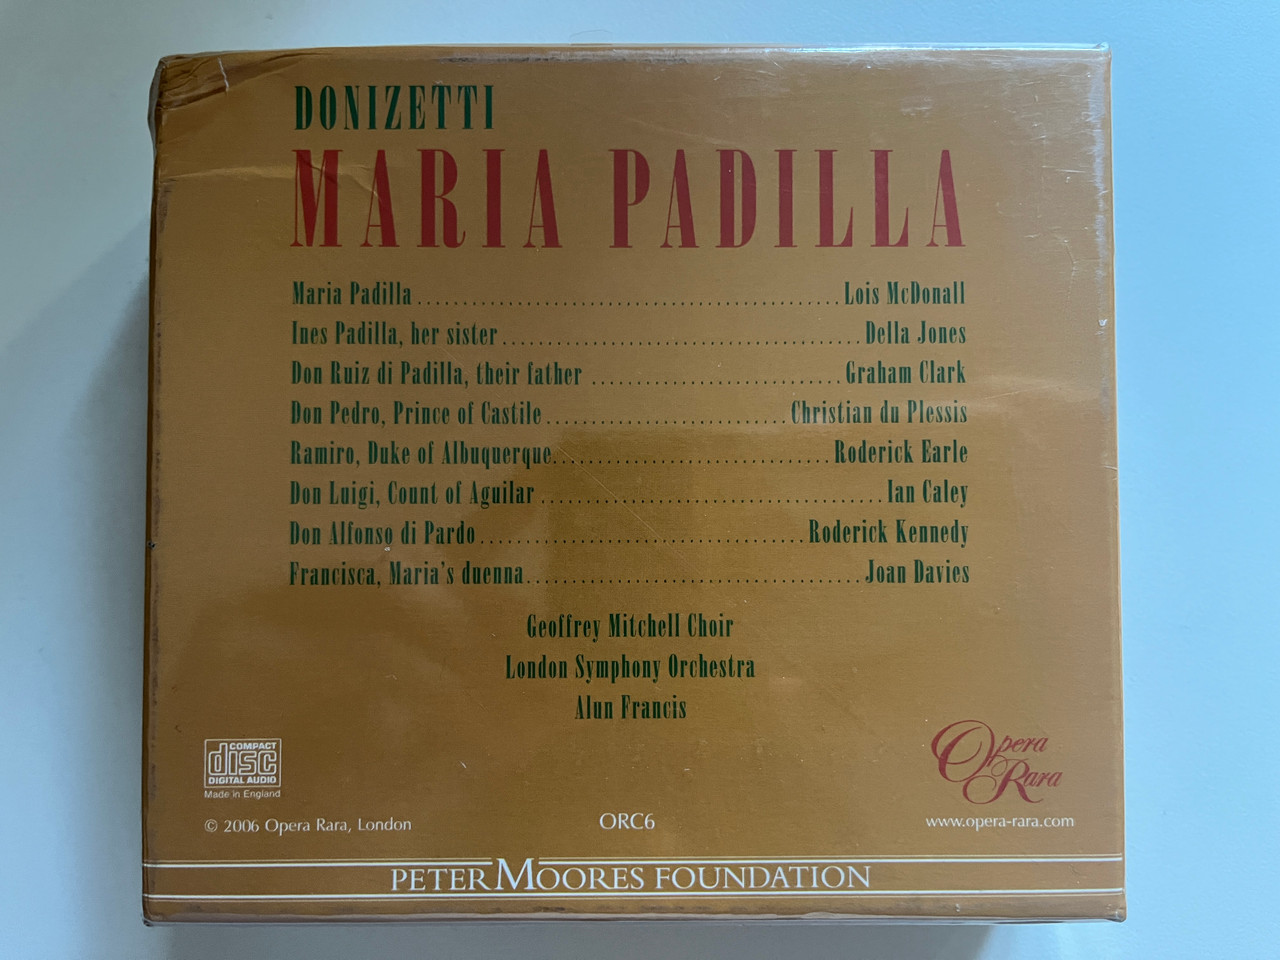 DONIZETTI
MARIA PADILLA
Maria Padilla ........................................ Lois McDonall
Ines Padilla, her sister ........................................ Della Jones
Don Ruiz di Padilla, their father ............................ Graham Clark
Don Pedro, Prince of Castile ........................... Christian du Plessis
Ramiro, Duke of Albuquerque............................... Roderick Earle
Don Luigi, Count of Aguilar ...................................... Ian Caley
Don Alfonso di Pardo .................................... Roderick Kennedy
Francisca, Maria's duenna..................................... Joan Davies
Geoffrey Mitchell Choir
London Symphony Orchestra
Alun Francis
COMPACT
disc
DIGITAL AUDIO
Made in England
Opera
Rara
© 2006 Opera Rara, London
ORC6
www.opera-rara.com
PETER MOORES FOUNDATION